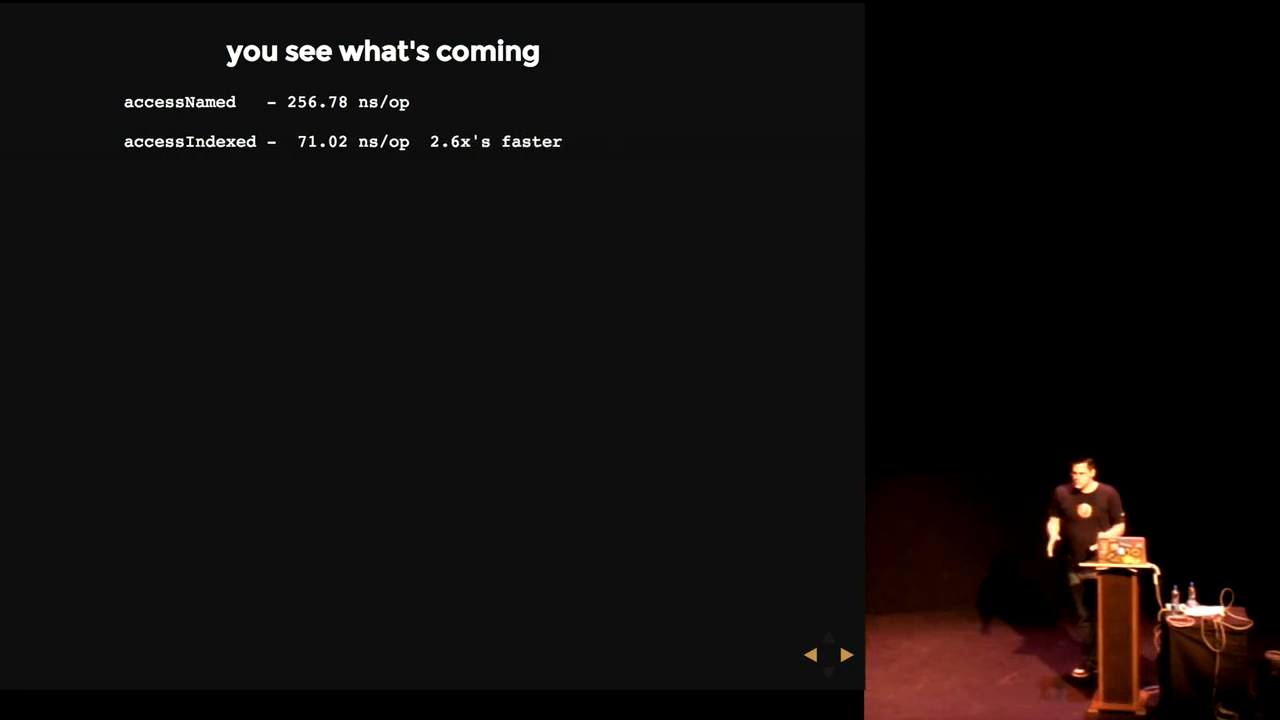 you see what's coming
accessNamed   - 256.78 ns/op
accessIndexed -  71.02 ns/op  2.6x's faster